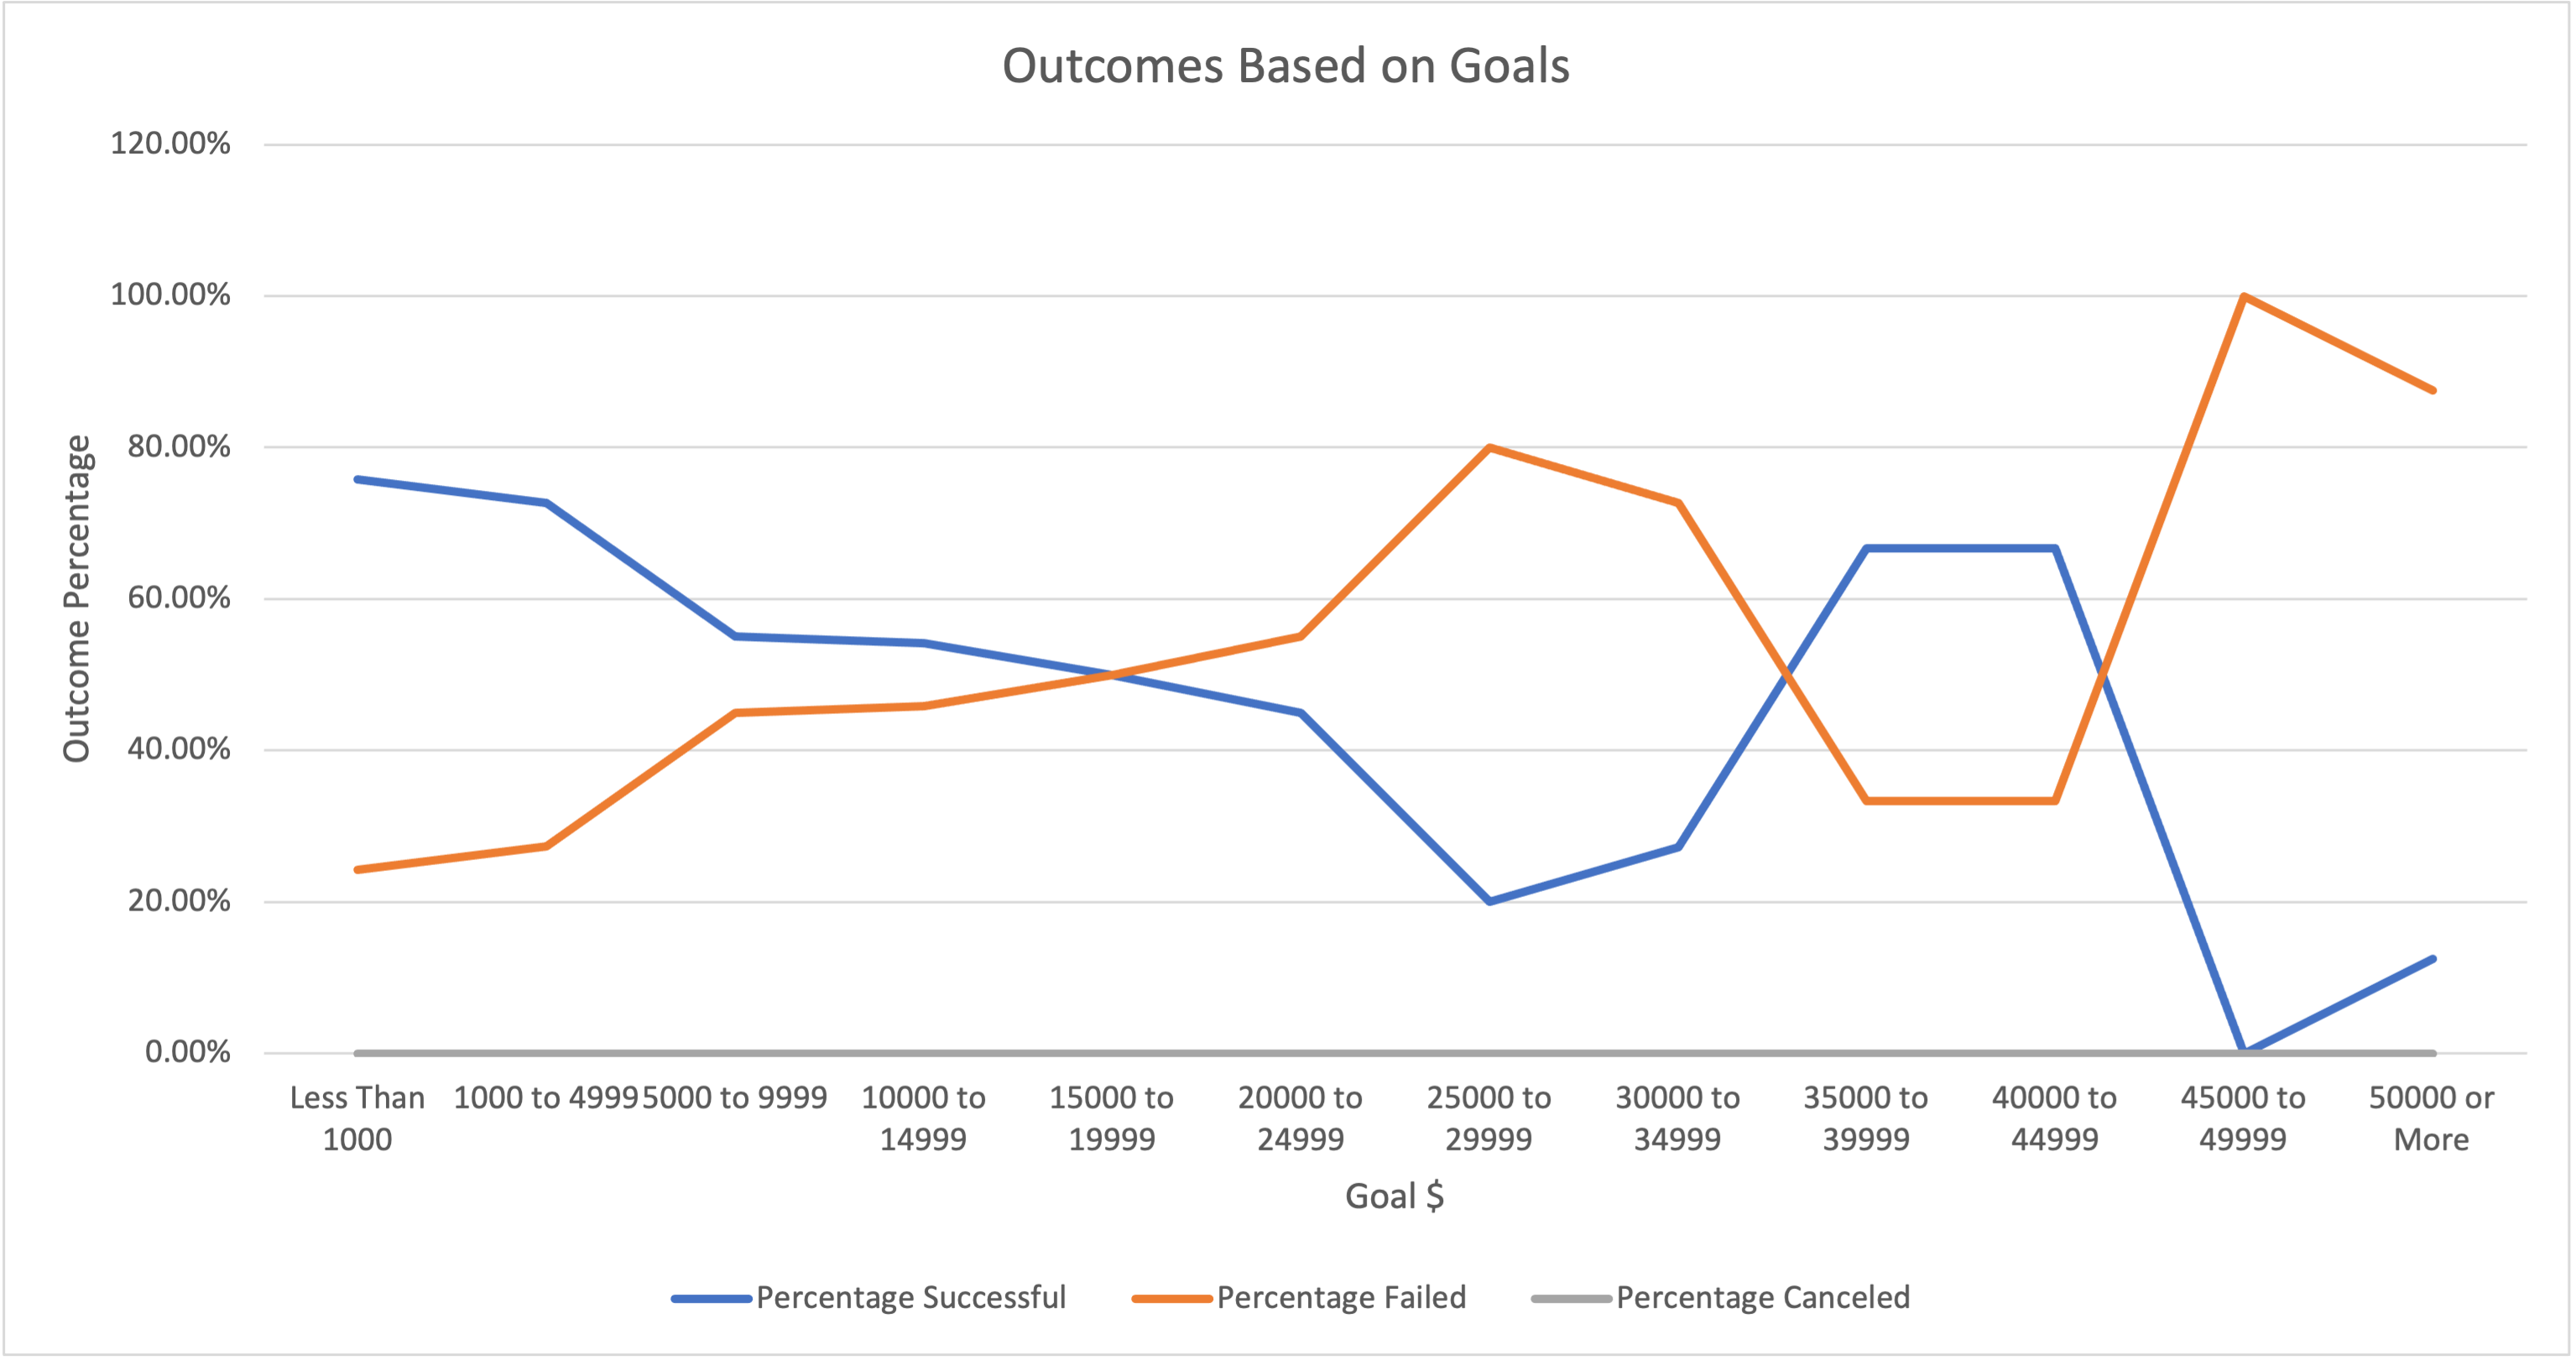 Outcomes Based on Goals
120.00%
100.00%
80.00%
60.00%
40.00%
20.00%
0.00%
Outcome Percentage
Less Than
1000
1000 to 4999
5000 to 9999
10000 to
14999
15000 to
19999
20000 to
24999
25000 to
29999
30000 to
34999
35000 to
39999
40000 to
44999
45000 to
49999
50000 or
More
Goal $
Percentage Successful
Percentage Failed
Percentage Canceled